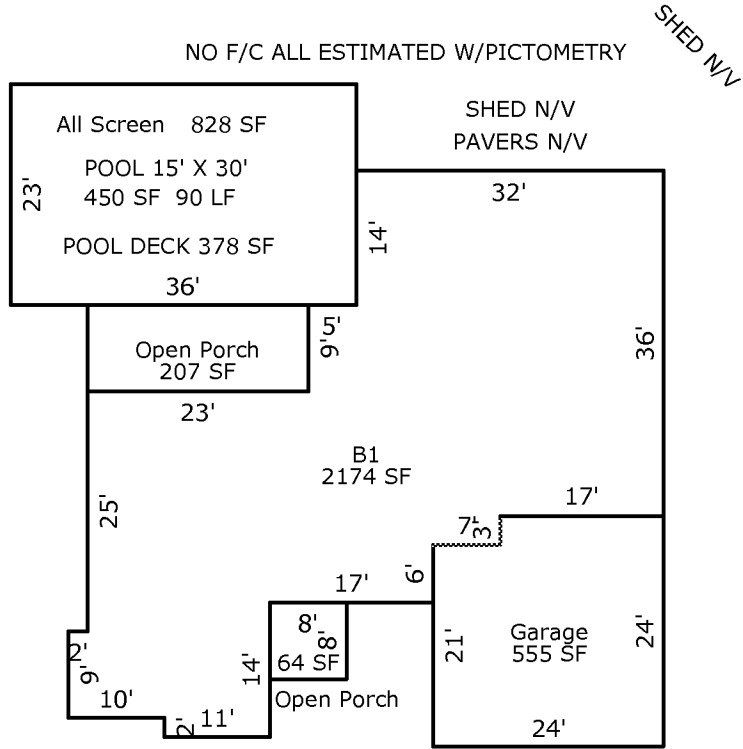 SHED N/V
NO F/C ALL ESTIMATED W/PICTOMETRY
SHED N/V
PAVERS N/V
All Screen 828 SF
POOL 15' X 30'
450 SF 90 LF
POOL DECK 378 SF
23'
36'
32'
14'
36'
5'
9'
Open Porch
207 SF
23'
B1
2174 SF
25'
17'
7'
3'
6'
17'
8'
8'
64 SF
Open Porch
14'
2'
9'
10'
2'
11'
21'
Garage
555 SF
24'
24'